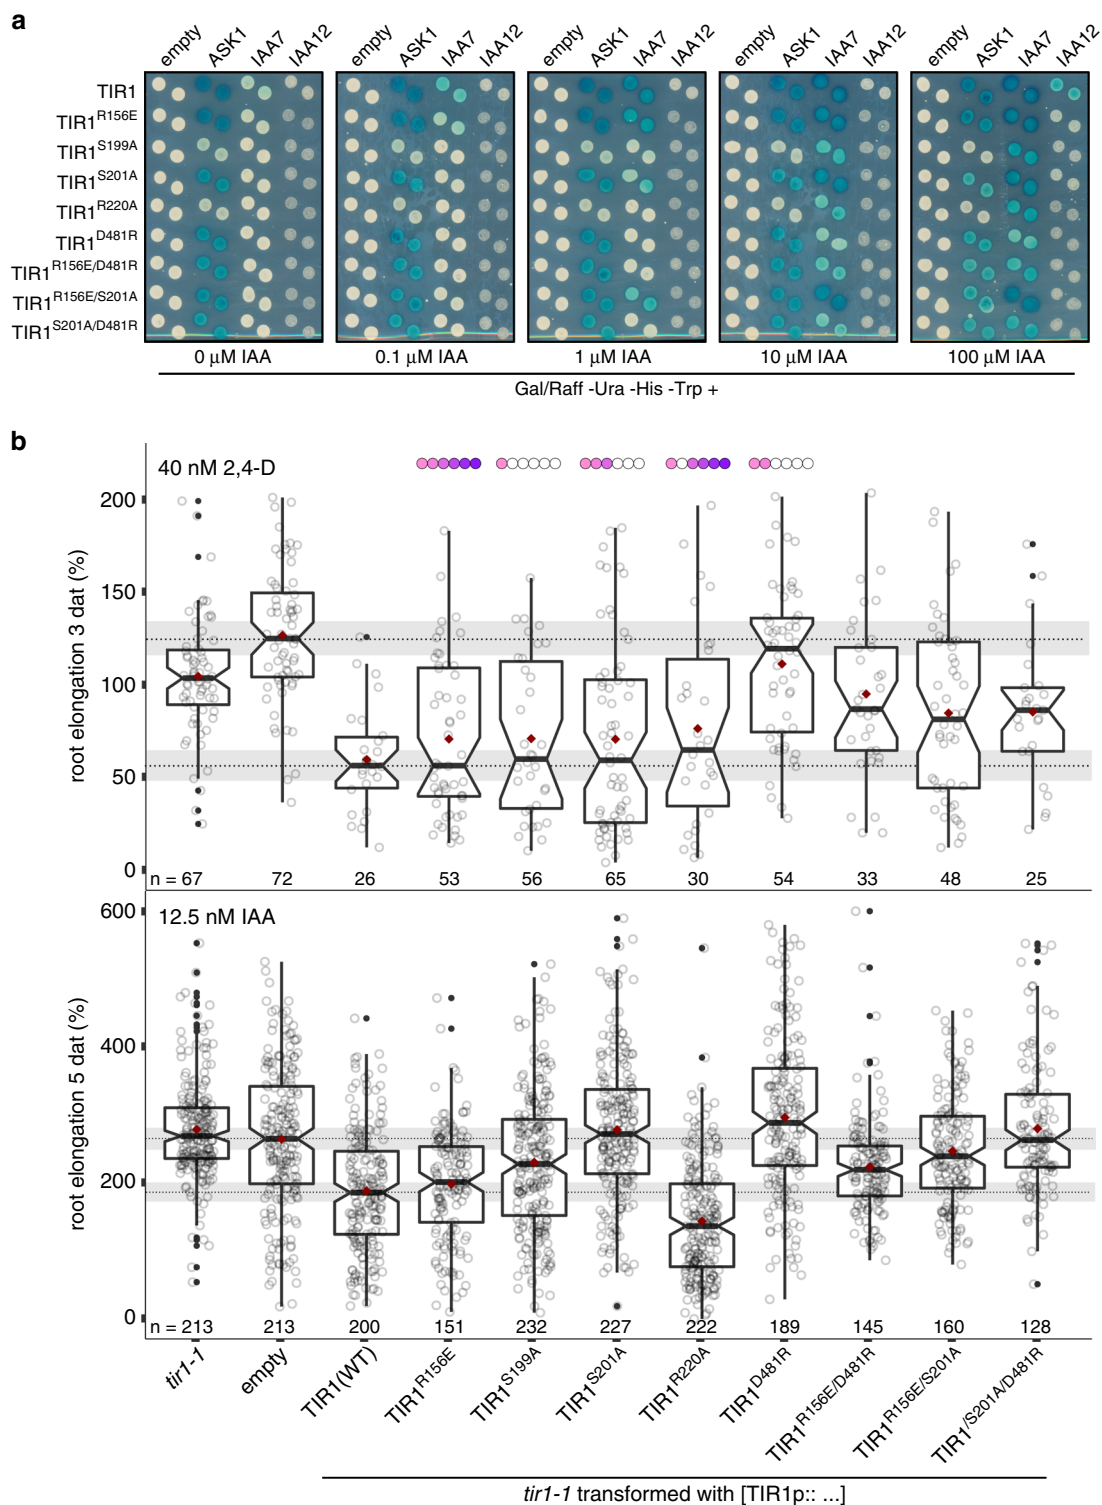 a
empty ASK1 IAA7 IAA12 empty ASK1 IAA7 IAA12 empty ASK1 IAA7 IAA12 empty ASK1 IAA7 IAA12 empty ASK1 IAA7 IAA12
TIR1
TIR1R156E
TIR1S199A
TIR1S201A
TIR1R220A
TIR1D481R
TIR1R156E/D481R
TIR1R156E/S201A
TIR1S201A/D481R
0 µM IAA 0.1 µM IAA 1 µM IAA 10 µM IAA 100 µM IAA
Gal/Raff -Ura -His -Trp +
b
40 nM 2,4-D
root elongation 3 dat (%)
200
150
100
50
0
n = 67 72 26 53 56 65 30 54 33 48 25
12.5 nM IAA
root elongation 5 dat (%)
600
400
200
0
n = 213 213 200 151 232 227 222 189 145 160 128
tir1-1 empty TIR1(WT) TIR1R156E TIR1S199A TIR1S201A TIR1R220A TIR1D481R TIR1R156E/D481R TIR1R156E/S201A TIR1/S201A/D481R
tir1-1 transformed with [TIR1p:: ...]